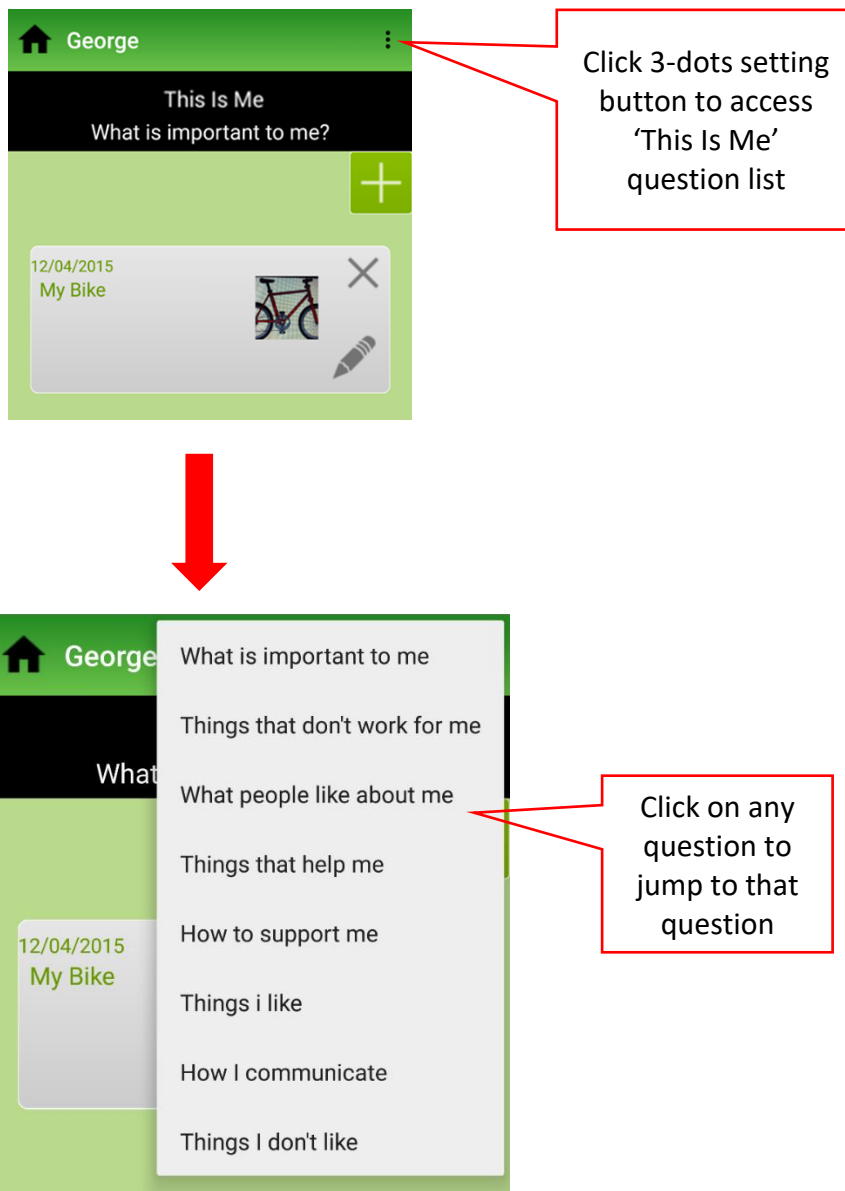 George
This Is Me
What is important to me?
12/04/2015
My Bike
Click 3-dots setting
button to access
‘This Is Me’
question list
George
What
12/04/2015
My Bike
What is important to me
Things that don't work for me
What people like about me
Things that help me
How to support me
Things i like
How I communicate
Things I don't like
Click on any
question to
jump to that
question